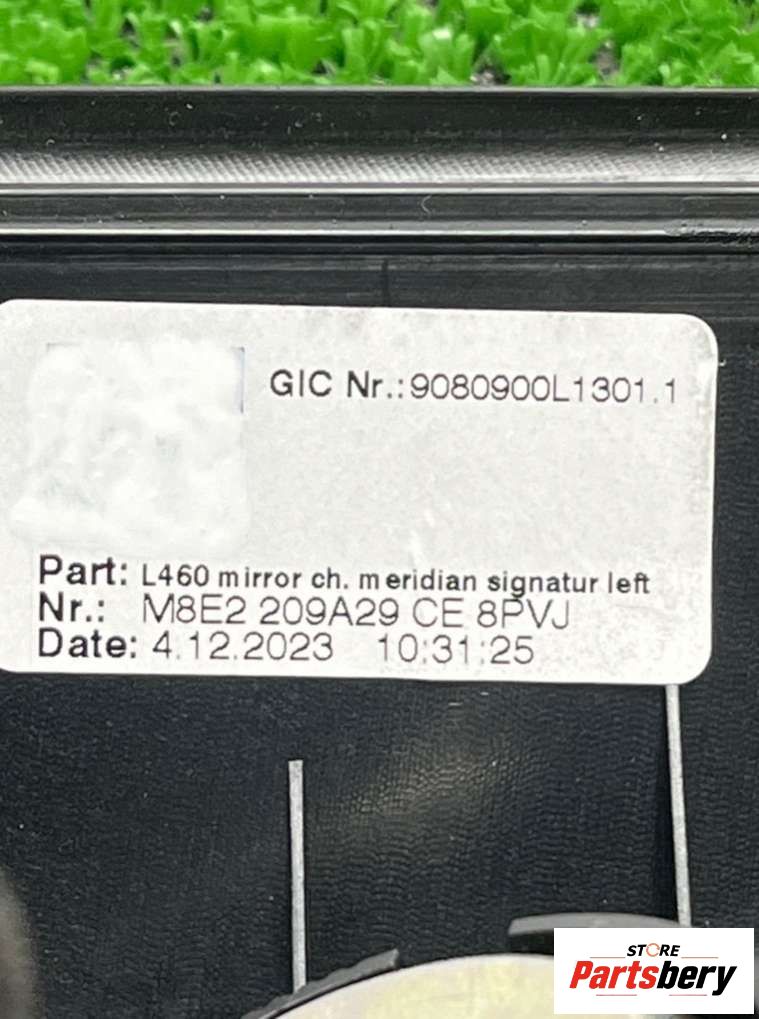 GIC Nr.:9080900L1301.1
Part: L460 mirror ch. meridian signatur left
Nr.: M8E2 209A29 CE 8PVJ
Date: 4.12.2023 10:31:25
STORE
Partsbery